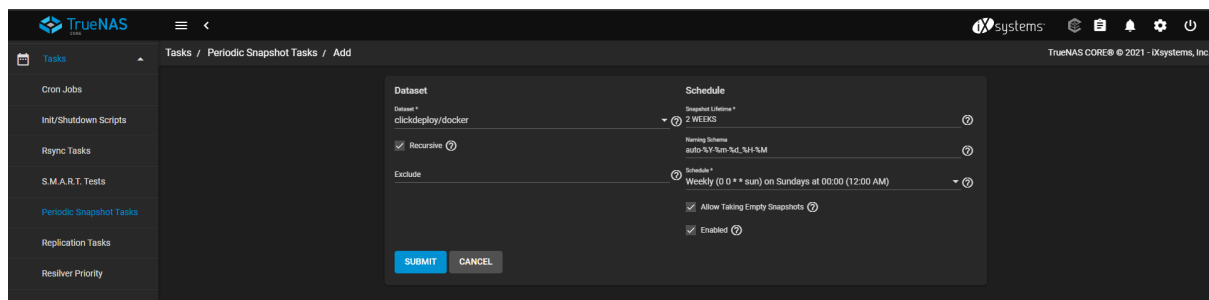 TrueNAS
CORE
iXsystems
Tasks
Tasks / Periodic Snapshot Tasks / Add
TrueNAS CORE® © 2021 - iXsystems, Inc
Cron Jobs
Init/Shutdown Scripts
Rsync Tasks
S.M.A.R.T. Tests
Periodic Snapshot Tasks
Replication Tasks
Resilver Priority
Dataset
Dataset *
clickdeploy/docker
Recursive
Exclude
Schedule
Snapshot Lifetime *
2 WEEKS
Naming Schema
auto-%Y-%m-%d_%H-%M
Schedule *
Weekly (0 0 * * sun) on Sundays at 00:00 (12:00 AM)
Allow Taking Empty Snapshots
Enabled
SUBMIT CANCEL